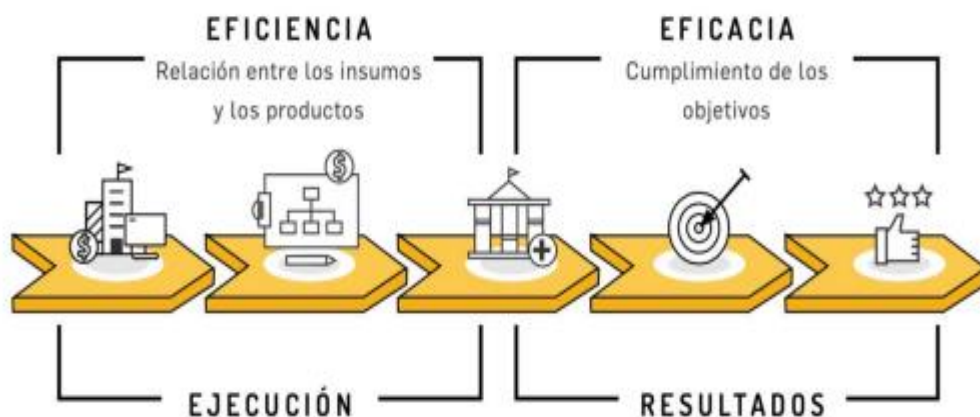 EFICIENCIA
Relación entre los insumos
y los productos
EFICACIA
Cumplimiento de los
objetivos
$
$
EJECUCIÓN
RESULTADOS